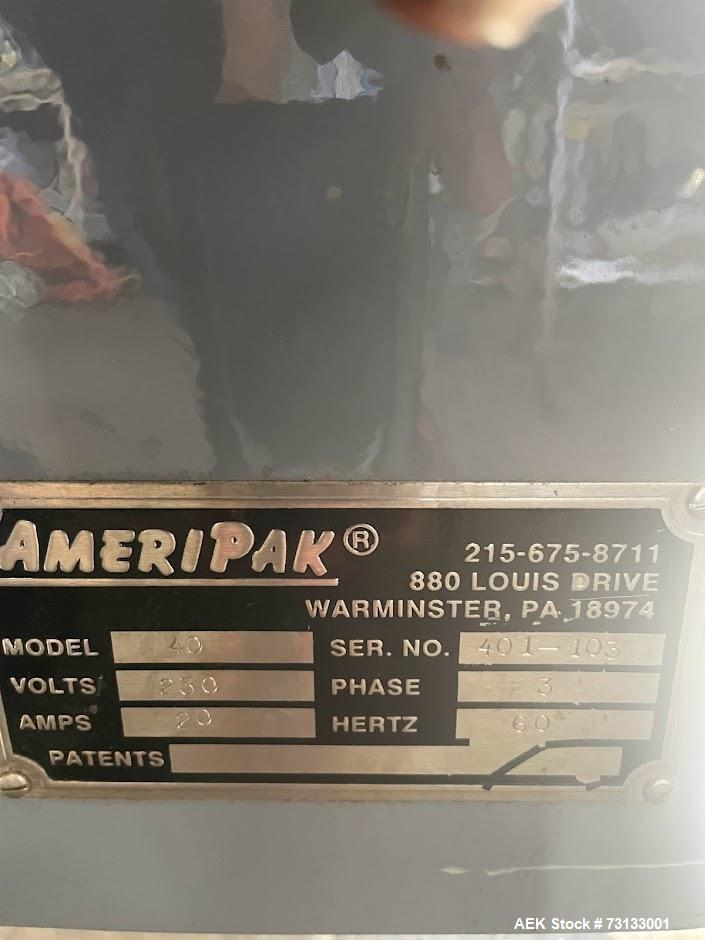 AMERIPAK®
215-675-8711
880 LOUIS DRIVE
WARMINSTER, PA 18974
MODEL 40 SER. NO. 401-103
VOLTS 230 PHASE 3
AMPS 20 HERTZ 60
PATENTS
AEK Stock # 73133001